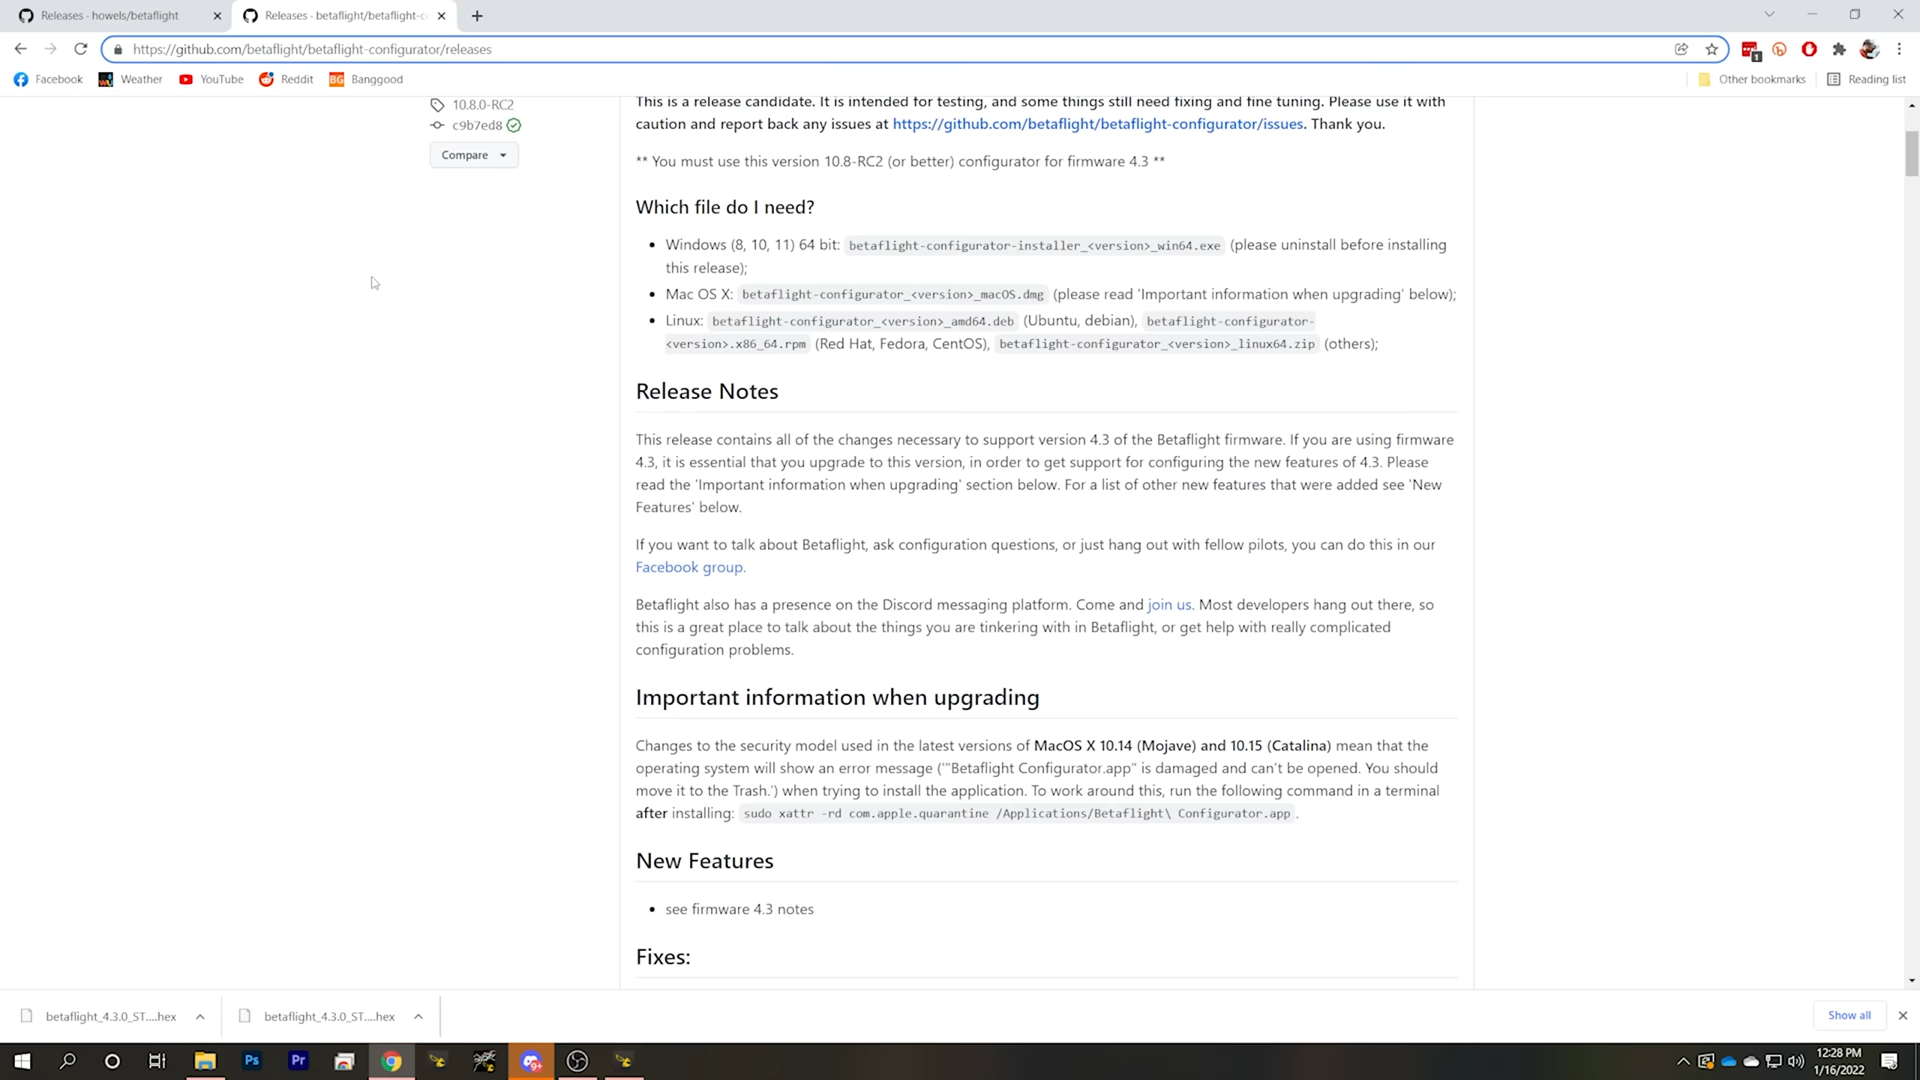 Releases · howels/betaflight
Releases · betaflight/betaflight-c
https://github.com/betaflight/betaflight-configurator/releases
1
Facebook Weather YouTube Reddit BG Banggood Other bookmarks Reading list
10.8.0-RC2
c9b7ed8
Compare
This is a release candidate. It is intended for testing, and some things still need fixing and fine tuning. Please use it with
caution and report back any issues at https://github.com/betaflight/betaflight-configurator/issues. Thank you.
** You must use this version 10.8-RC2 (or better) configurator for firmware 4.3 **
Which file do I need?
• Windows (8, 10, 11) 64 bit: betaflight-configurator-installer_<version>_win64.exe (please uninstall before installing
this release);
• Mac OS X: betaflight-configurator_<version>_macOS.dmg (please read 'Important information when upgrading' below);
• Linux: betaflight-configurator_<version>_amd64.deb (Ubuntu, debian), betaflight-configurator-
<version>.x86_64.rpm (Red Hat, Fedora, CentOS), betaflight-configurator_<version>_linux64.zip (others);
Release Notes
This release contains all of the changes necessary to support version 4.3 of the Betaflight firmware. If you are using firmware
4.3, it is essential that you upgrade to this version, in order to get support for configuring the new features of 4.3. Please
read the 'Important information when upgrading' section below. For a list of other new features that were added see 'New
Features' below.
If you want to talk about Betaflight, ask configuration questions, or just hang out with fellow pilots, you can do this in our
Facebook group.
Betaflight also has a presence on the Discord messaging platform. Come and join us. Most developers hang out there, so
this is a great place to talk about the things you are tinkering with in Betaflight, or get help with really complicated
configuration problems.
Important information when upgrading
Changes to the security model used in the latest versions of MacOS X 10.14 (Mojave) and 10.15 (Catalina) mean that the
operating system will show an error message ('"Betaflight Configurator.app" is damaged and can't be opened. You should
move it to the Trash.') when trying to install the application. To work around this, run the following command in a terminal
after installing: sudo xattr -rd com.apple.quarantine /Applications/Betaflight\ Configurator.app .
New Features
• see firmware 4.3 notes
Fixes:
betaflight_4.3.0_ST....hex betaflight_4.3.0_ST....hex Show all
Ps Pr 9+
12:28 PM
1/16/2022